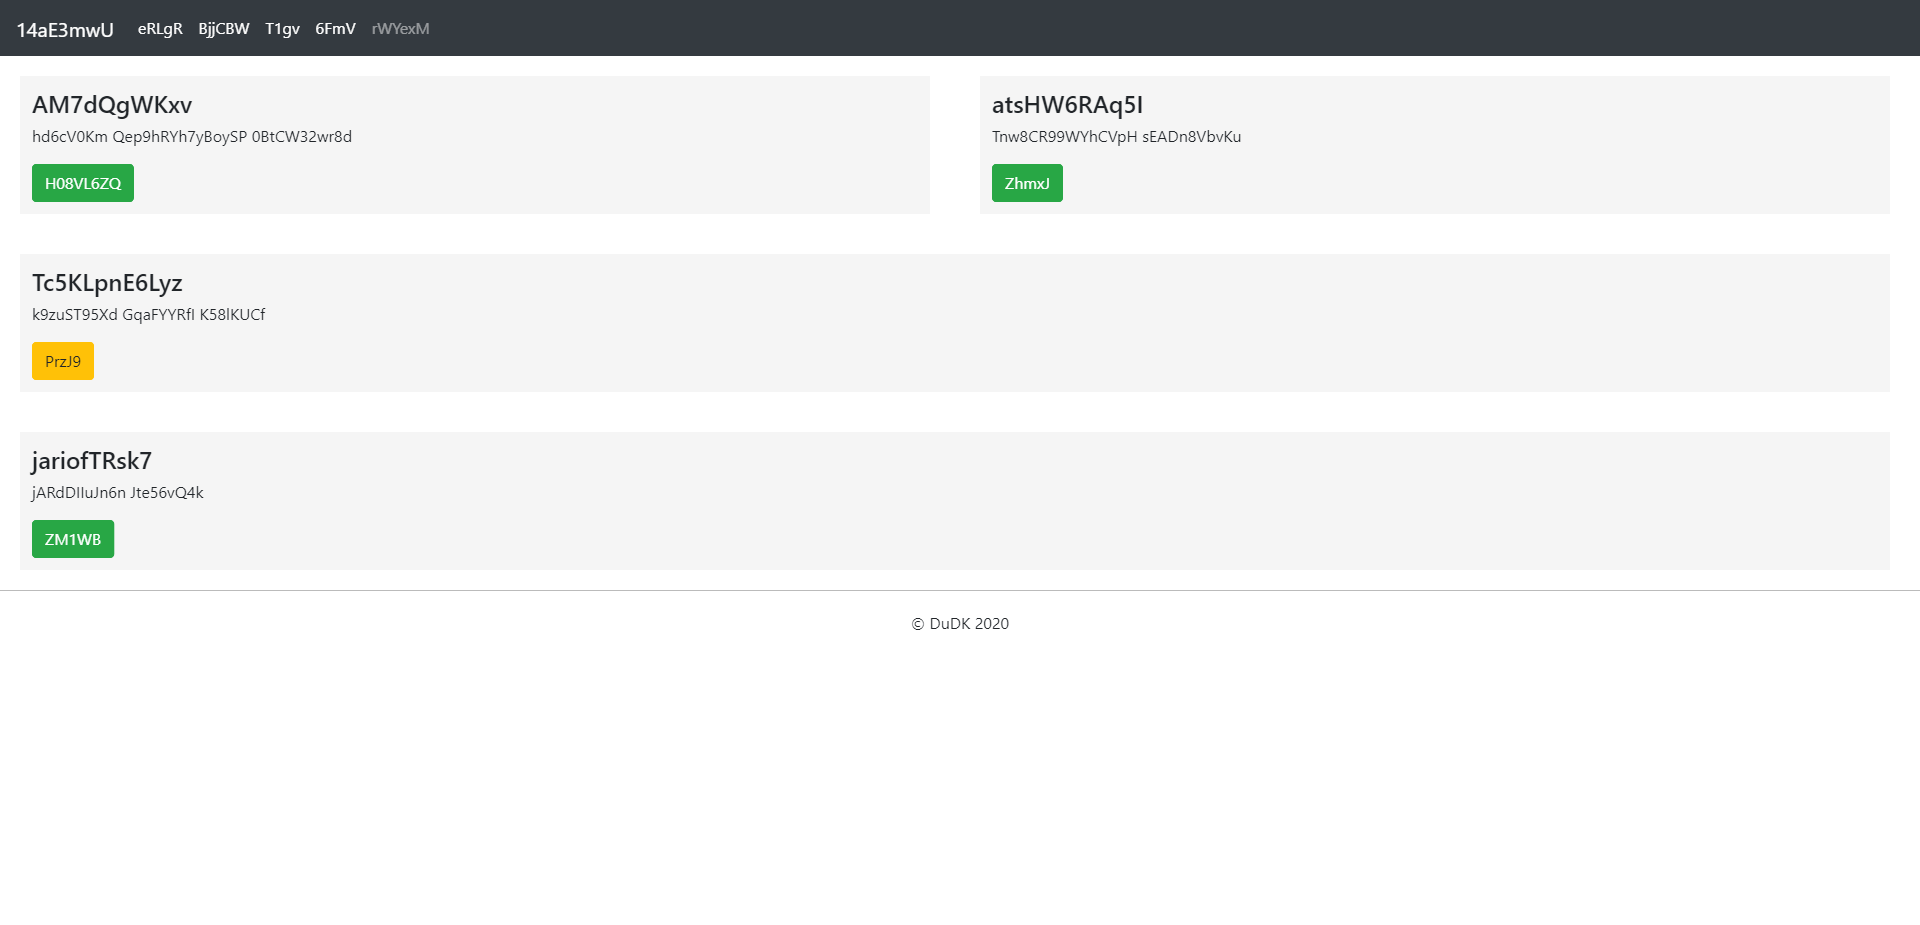 14aE3mwU eRLgR BjjCBW T1gv 6FmV rWYexM
AM7dQgWKxv
hd6cV0Km Qep9hRYh7yBoySP 0BtCW32wr8d
H08VL6ZQ
atsHW6RAq5I
Tnw8CR99WYhCVpH sEADn8VbvKu
ZhmxJ
Tc5KLpnE6Lyz
k9zuST95Xd GqaFYYRfI K58lKUCf
PrzJ9
jariofTRsk7
jARdDIIuJn6n Jte56vQ4k
ZM1WB
© DuDK 2020